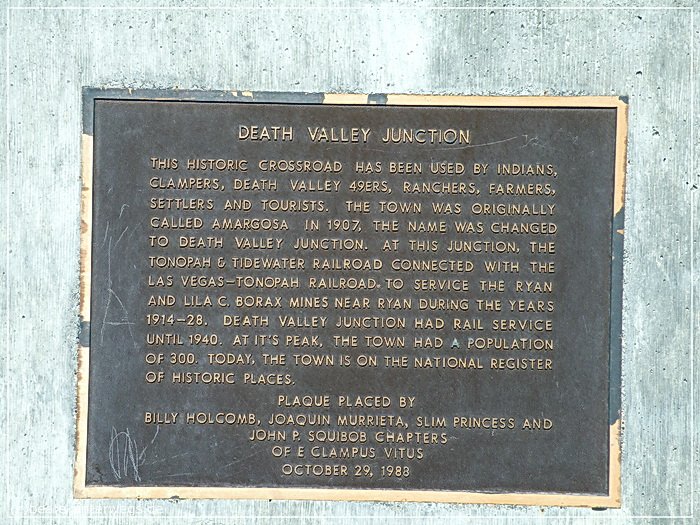 DEATH VALLEY JUNCTION
THIS HISTORIC CROSSROAD HAS BEEN USED BY INDIANS,
CLAMPERS, DEATH VALLEY 49ERS, RANCHERS, FARMERS,
SETTLERS AND TOURISTS. THE TOWN WAS ORIGINALLY
CALLED AMARGOSA. IN 1907, THE NAME WAS CHANGED
TO DEATH VALLEY JUNCTION. AT THIS JUNCTION, THE
TONOPAH & TIDEWATER RAILROAD CONNECTED WITH THE
LAS VEGAS-TONOPAH RAILROAD. TO SERVICE THE RYAN
AND LILA C. BORAX MINES NEAR RYAN DURING THE YEARS
1914-28. DEATH VALLEY JUNCTION HAD RAIL SERVICE
UNTIL 1940. AT IT'S PEAK, THE TOWN HAD A POPULATION
OF 300. TODAY, THE TOWN IS ON THE NATIONAL REGISTER
OF HISTORIC PLACES.
PLAQUE PLACED BY
BILLY HOLCOMB, JOAQUIN MURRIETA, SLIM PRINCESS AND
JOHN P. SQUIBOB CHAPTERS
OF E CLAMPUS VITUS
OCTOBER 29, 1988